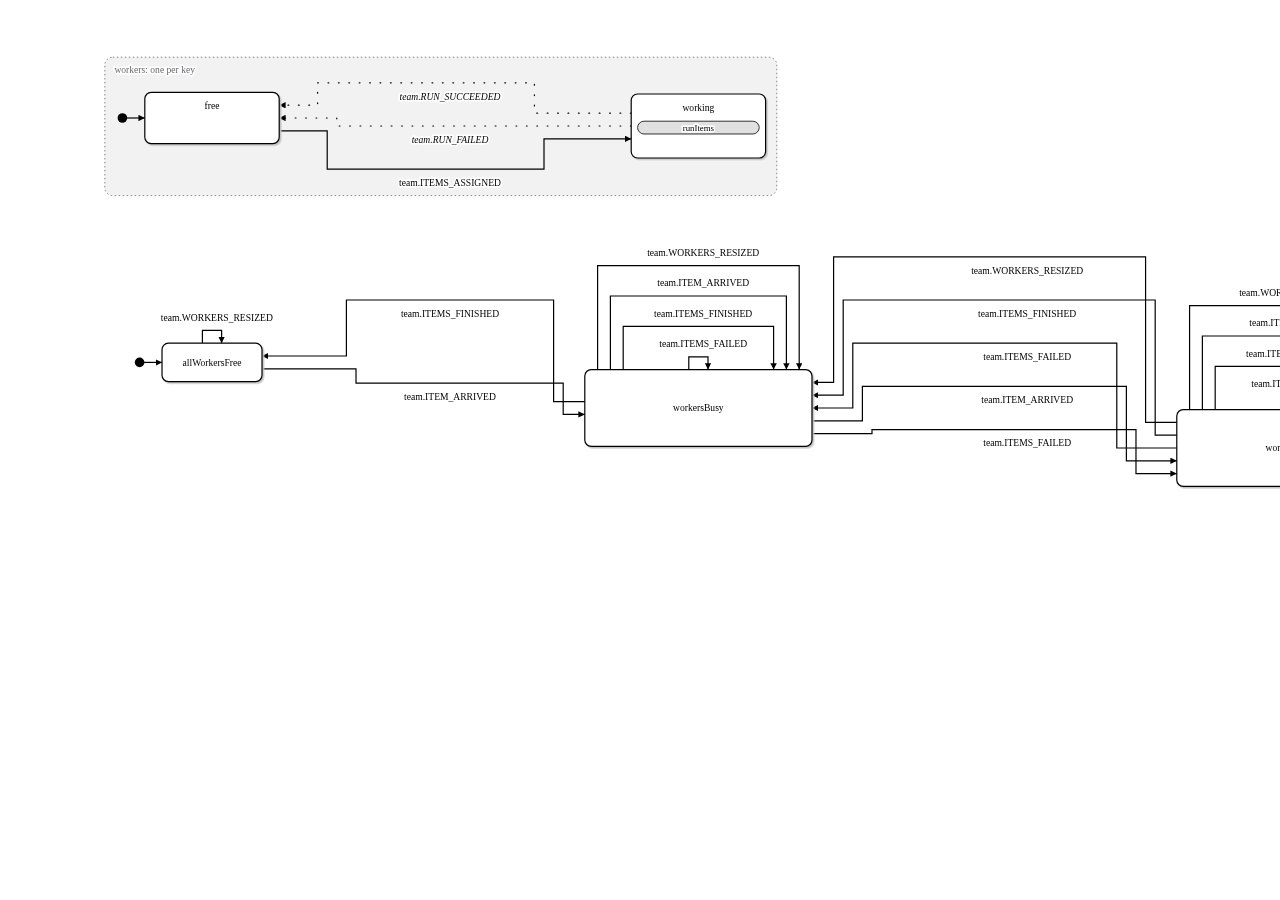 workers: one per key
free
team.RUN_SUCCEEDED
working
runItems
team.RUN_FAILED
team.ITEMS_ASSIGNED
team.WORKERS_RESIZED
team.WORKERS_RESIZED
team.ITEM_ARRIVED
team.ITEMS_FINISHED
team.ITEMS_FAILED
workersBusy
team.WORKERS_RESIZED
allWorkersFree
team.ITEMS_FINISHED
team.ITEM_ARRIVED
team.ITEMS_FINISHED
team.ITEMS_FAILED
team.ITEM_ARRIVED
team.ITEMS_FAILED